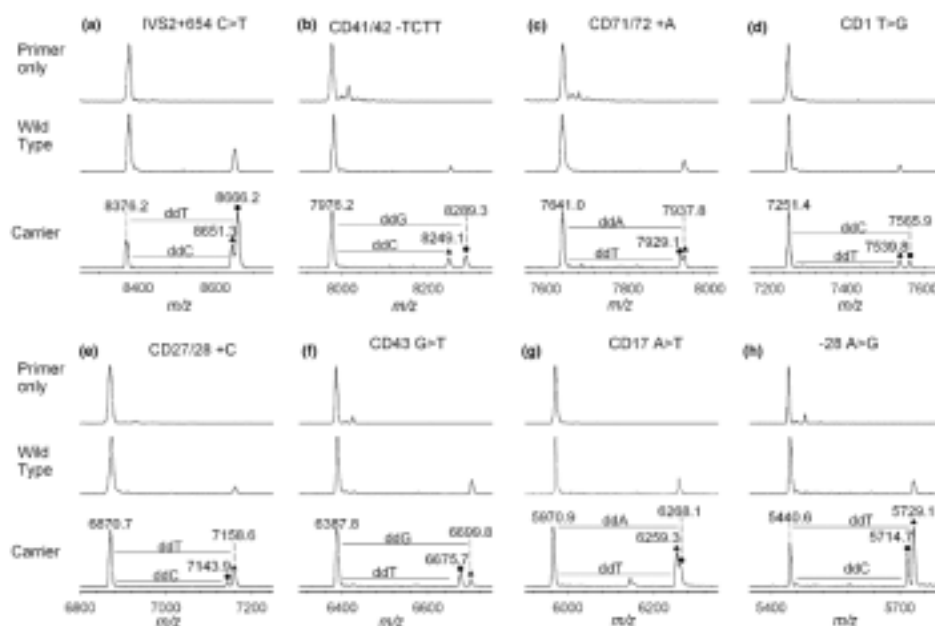 (a) IVS2+654 C>T (b) CD41/42 -TCTT (c) CD71/72 +A (d) CD1 T>G
Primer only
Wild Type
Carrier
8376.2 ddT 8666.2 8651.3 ddC
7976.2 ddG 8289.3 ddC 8249.1
7641.0 ddA 7937.8 ddT 7929.1
7251.4 ddC 7565.9 ddT 7539.8
8400 8600 8000 8200 7600 7800 8000 7200 7400 7600
m/z m/z m/z m/z
(e) CD27/28 +C (f) CD43 G>T (g) CD17 A>T (h) -28 A>G
Primer only
Wild Type
Carrier
6870.7 ddT 7158.6 7143.9 ddC
6387.8 ddG 6699.8 ddT 6675.7
5970.9 ddA 6268.1 6259.3 ddT
5440.6 ddT 5729.1 5714.7 ddC
6800 7000 7200 6400 6600 6000 6200 5400 5700
m/z m/z m/z m/z